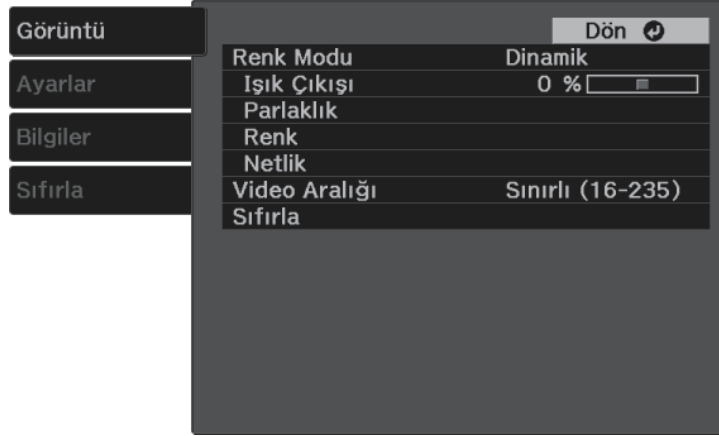 Görüntü
Ayarlar
Bilgiler
Sıfırla
Dön
Renk Modu Dinamik
Işık Çıkışı 0 %
Parlaklık
Renk
Netlik
Video Aralığı Sınırlı (16-235)
Sıfırla